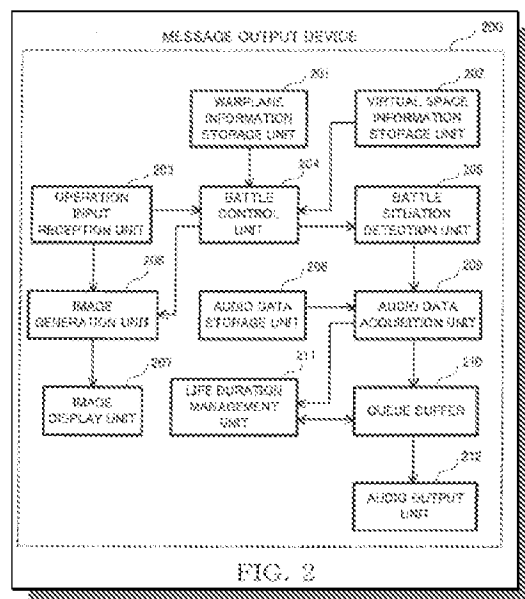 MESSAGE OUTPUT DEVICE
200
201
202
WARPLANE
INFORMATION
STORAGE UNIT
VIRTUAL SPACE
INFORMATION
STORAGE UNIT
203
204
205
OPERATION
INPUT
RECEPTION UNIT
BATTLE
CONTROL
UNIT
BATTLE
SITUATION
DETECTION UNIT
206
208
209
IMAGE
GENERATION UNIT
AUDIO DATA
STORAGE UNIT
AUDIO DATA
ACQUISITION UNIT
207
211
210
IMAGE
DISPLAY UNIT
LIFE DURATION
MANAGEMENT
UNIT
QUEUE BUFFER
212
AUDIO OUTPUT
UNIT
FIG. 2